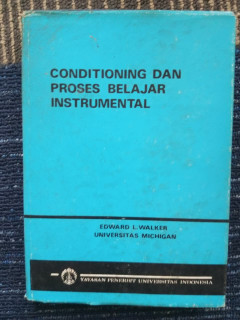 CONDITIONING DAN
PROSES BELAJAR
INSTRUMENTAL
EDWARD L. WALKER
UNIVERSITAS MICHIGAN
YAYASAN PENERBIT UNIVERSITAS INDONESIA